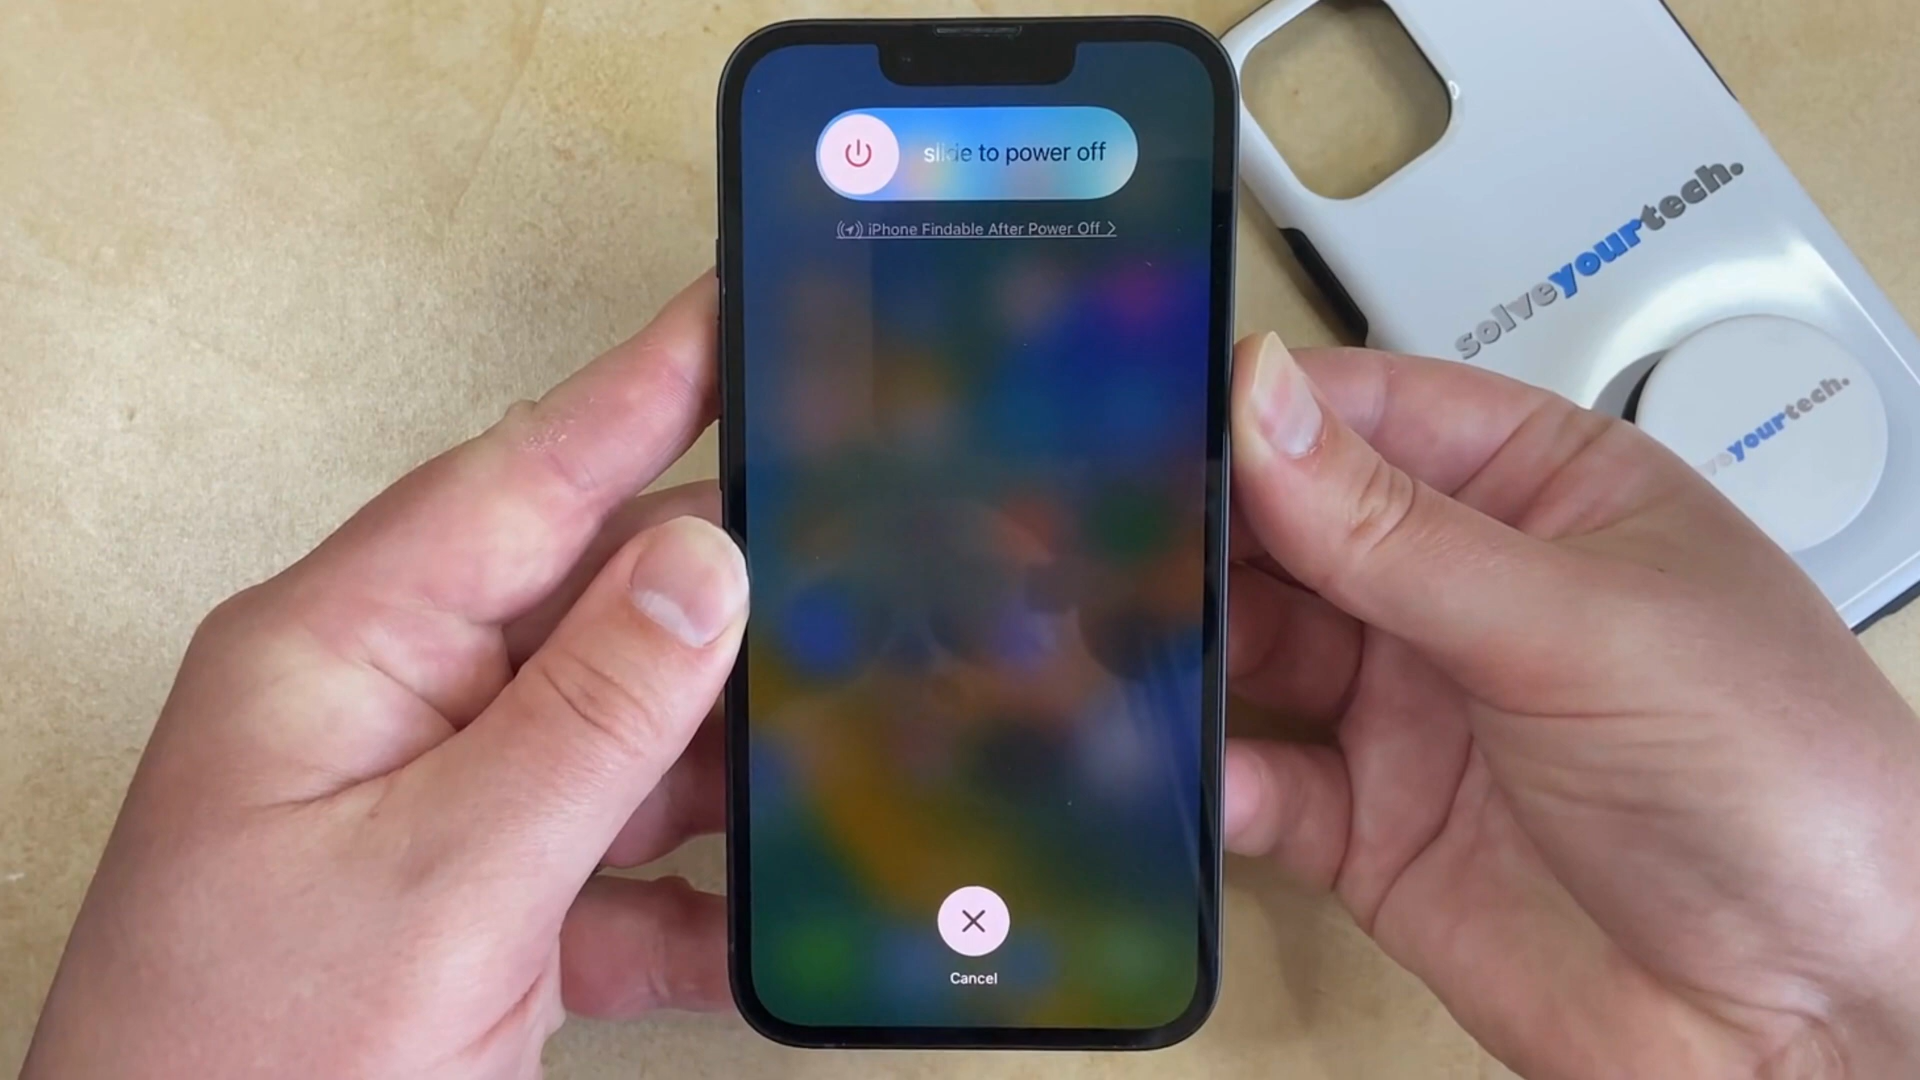 slide to power off
iPhone Findable After Power Off >
Cancel
solveyourtech.
yourtech.